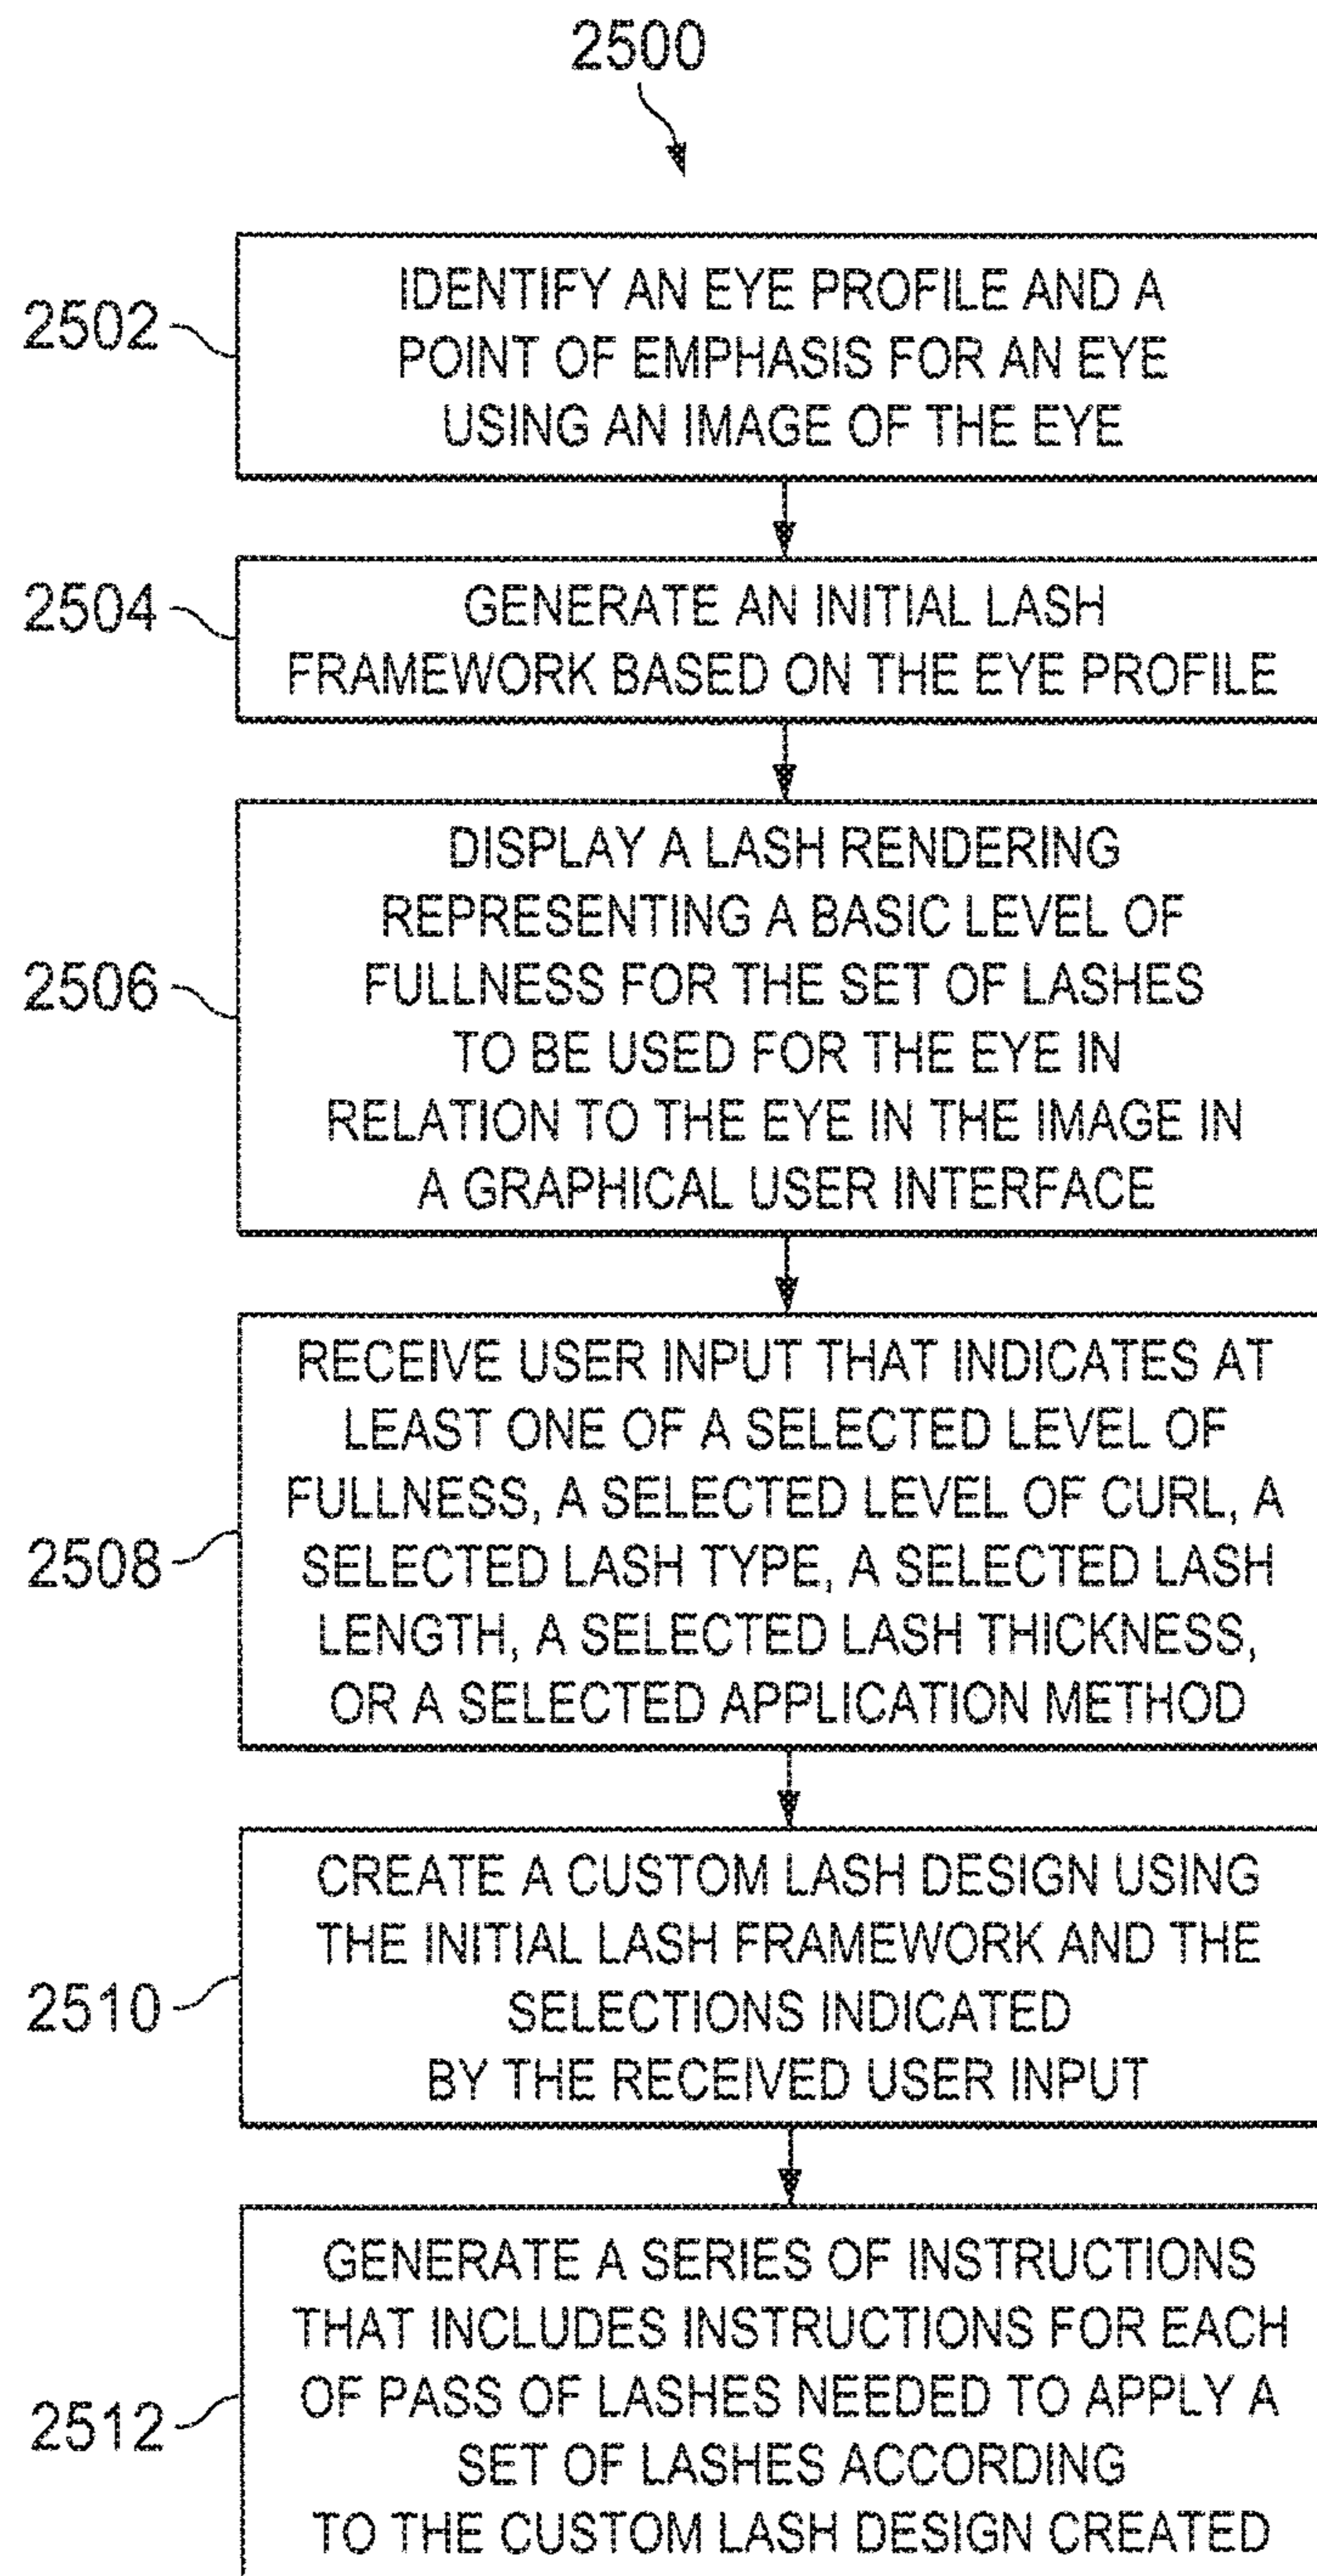 2500
2502
IDENTIFY AN EYE PROFILE AND A
POINT OF EMPHASIS FOR AN EYE
USING AN IMAGE OF THE EYE
2504
GENERATE AN INITIAL LASH
FRAMEWORK BASED ON THE EYE PROFILE
2506
DISPLAY A LASH RENDERING
REPRESENTING A BASIC LEVEL OF
FULLNESS FOR THE SET OF LASHES
TO BE USED FOR THE EYE IN
RELATION TO THE EYE IN THE IMAGE IN
A GRAPHICAL USER INTERFACE
2508
RECEIVE USER INPUT THAT INDICATES AT
LEAST ONE OF A SELECTED LEVEL OF
FULLNESS, A SELECTED LEVEL OF CURL, A
SELECTED LASH TYPE, A SELECTED LASH
LENGTH, A SELECTED LASH THICKNESS,
OR A SELECTED APPLICATION METHOD
2510
CREATE A CUSTOM LASH DESIGN USING
THE INITIAL LASH FRAMEWORK AND THE
SELECTIONS INDICATED
BY THE RECEIVED USER INPUT
2512
GENERATE A SERIES OF INSTRUCTIONS
THAT INCLUDES INSTRUCTIONS FOR EACH
OF PASS OF LASHES NEEDED TO APPLY A
SET OF LASHES ACCORDING
TO THE CUSTOM LASH DESIGN CREATED